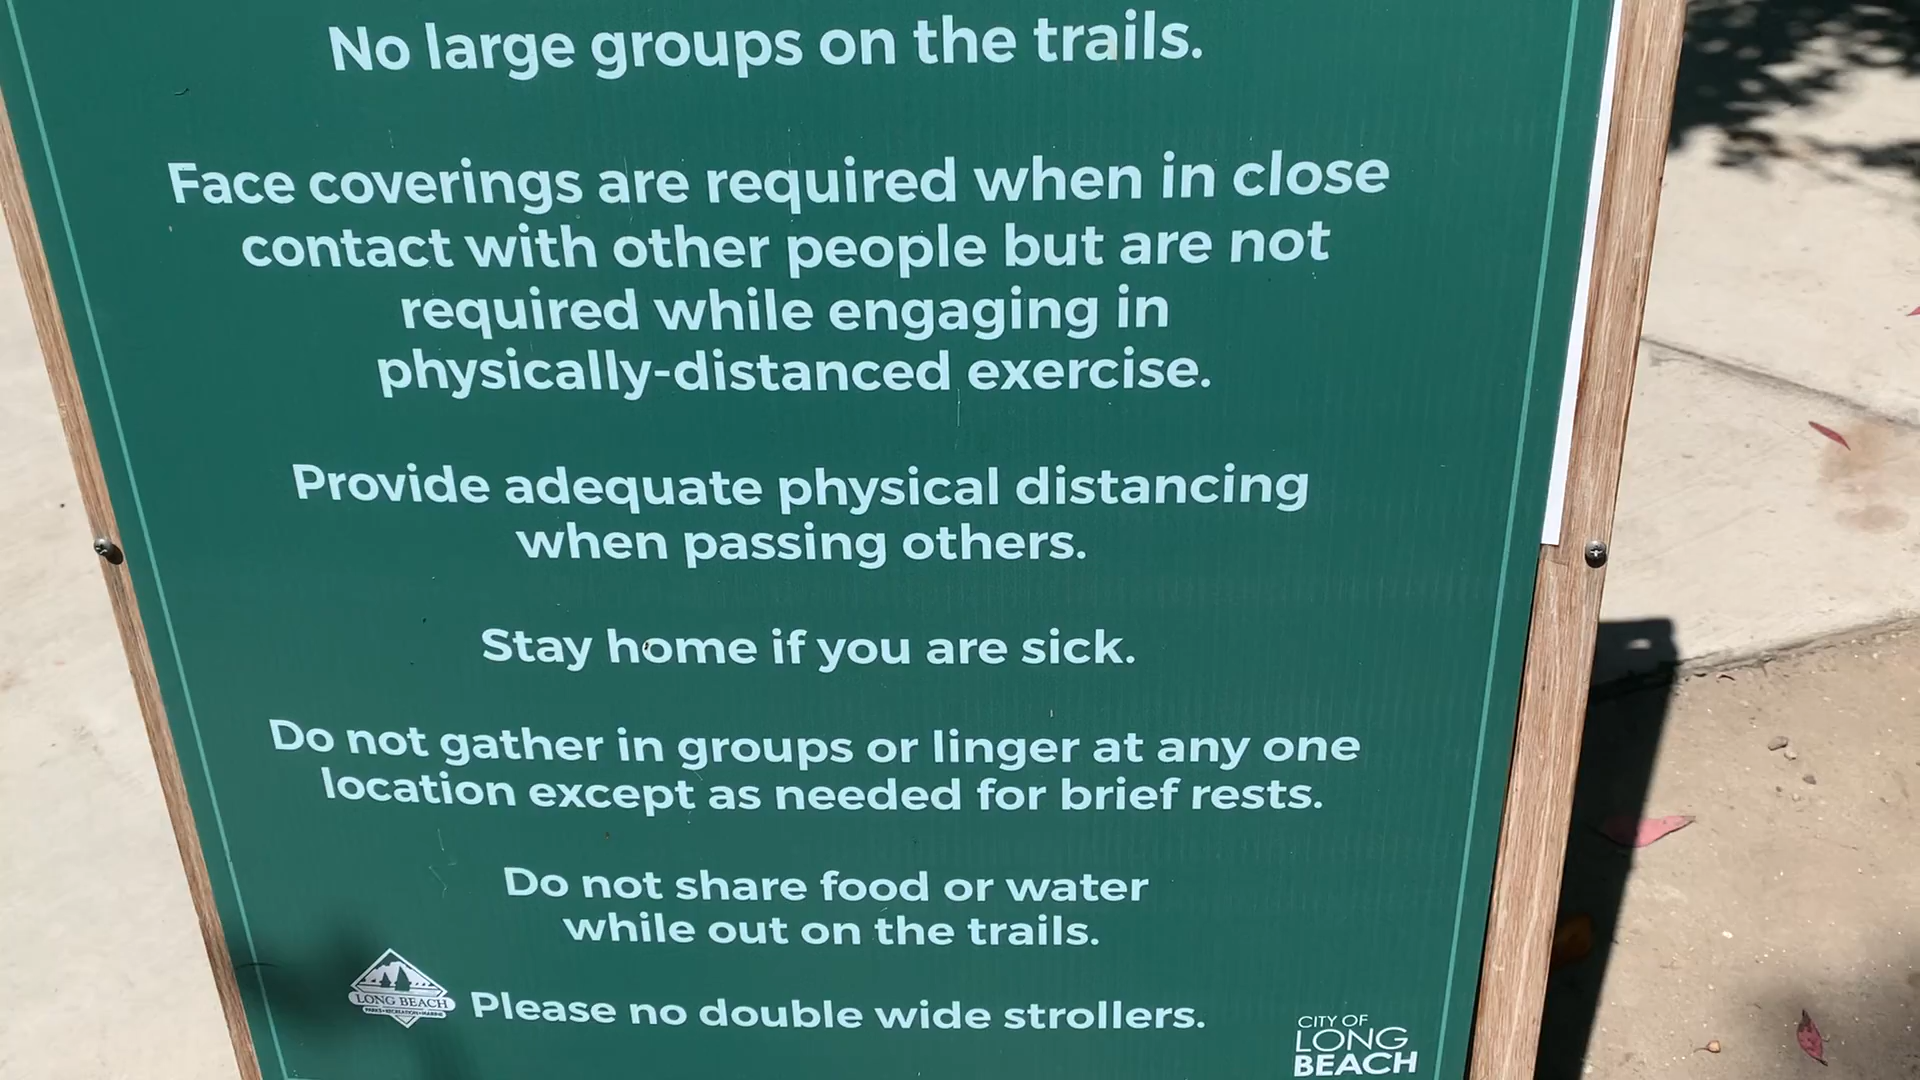 No large groups on the trails.
Face coverings are required when in close
contact with other people but are not
required while engaging in
physically-distanced exercise.
Provide adequate physical distancing
when passing others.
Stay home if you are sick.
Do not gather in groups or linger at any one
location except as needed for brief rests.
Do not share food or water
while out on the trails.
LONG BEACH
PARKS • RECREATION • MARINE
Please no double wide strollers.
CITY OF
LONG
BEACH